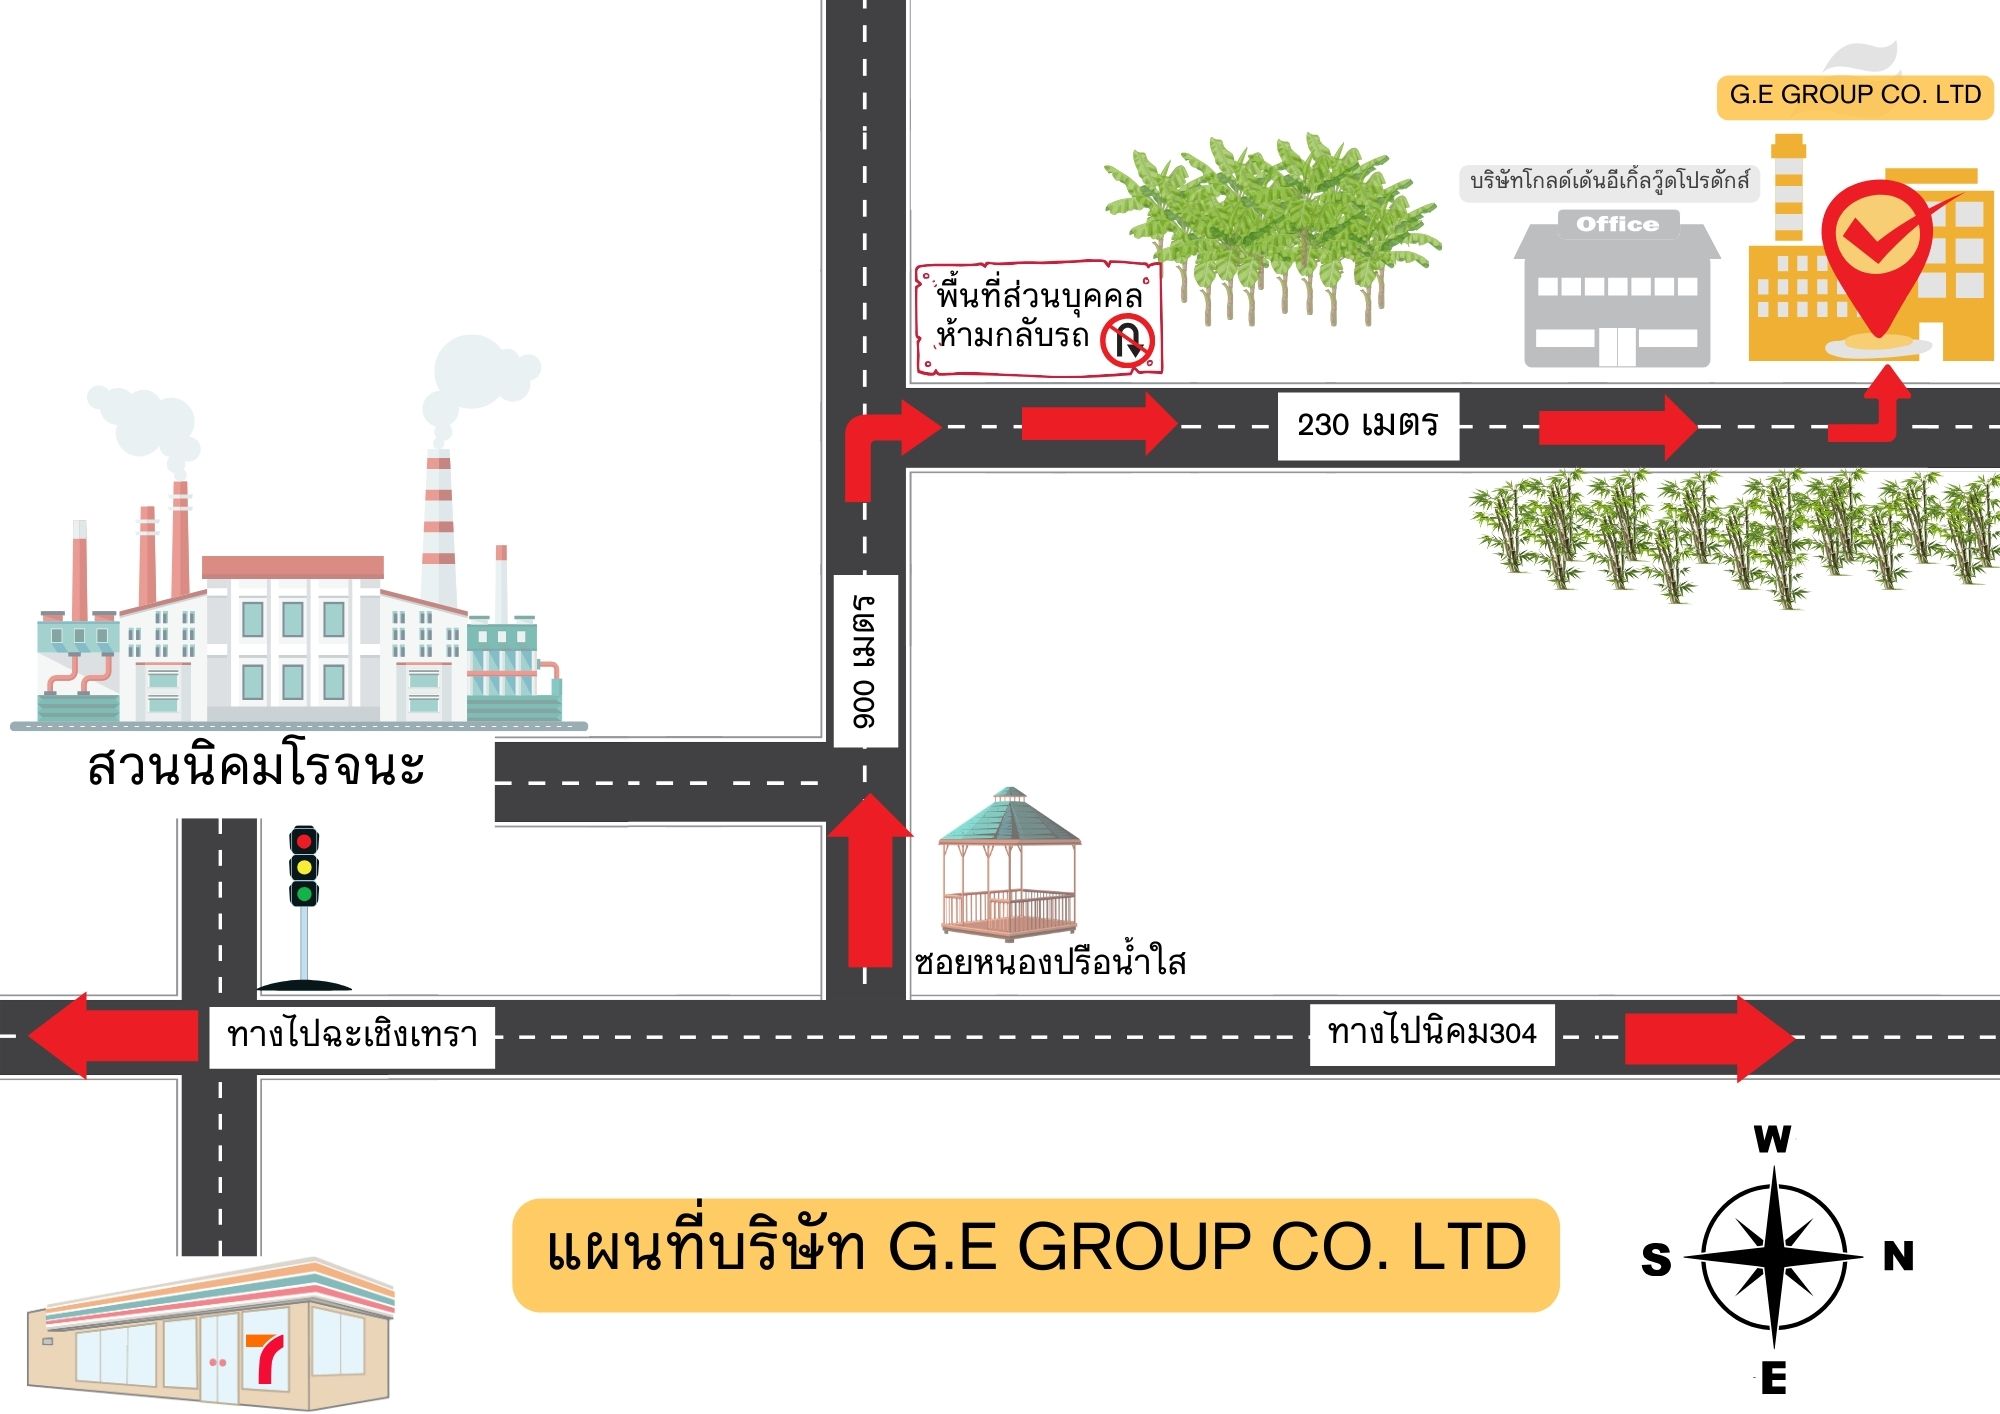 G.E GROUP CO. LTD
บริษัทโกลด์เด้นอีเกิ้ลวู๊ดโปรดักส์
Office
พื้นที่ส่วนบุคคล
ห้ามกลับรถ
230 เมตร
900 เมตร
สวนนิคมโรจนะ
ซอยหนองปรือน้ำใส
ทางไปฉะเชิงเทรา
ทางไปนิคม304
แผนที่บริษัท G.E GROUP CO. LTD
W
S
N
E
7